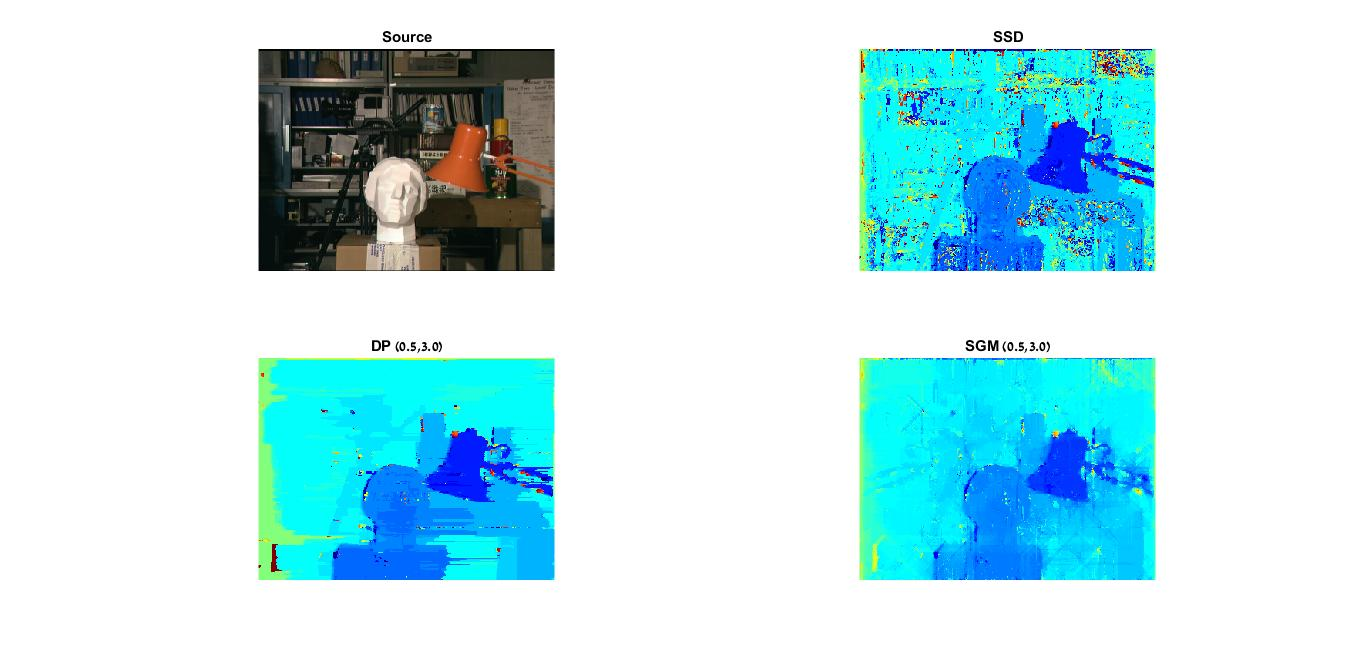 Source
SSD
DP (0.5,3.0)
SGM (0.5,3.0)